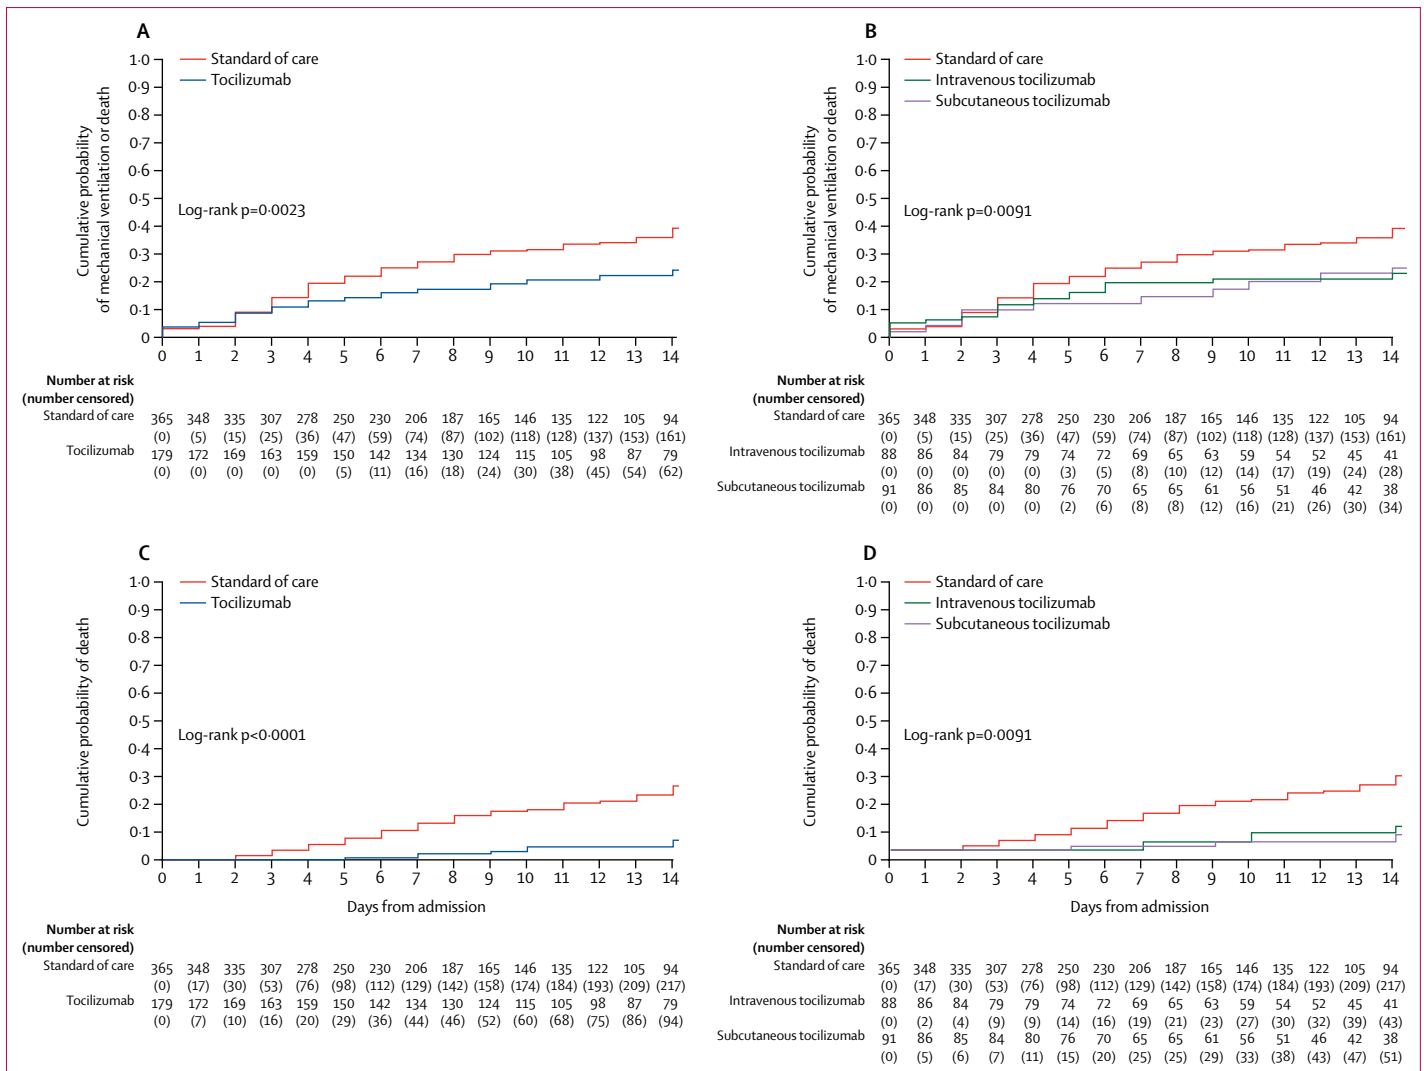 A
Standard of care
Tocilizumab
Cumulative probability
of mechanical ventilation or death
1·0
0·9
0·8
0·7
0·6
0·5
0·4
0·3
0·2
0·1
0
Log-rank p=0·0023
0 1 2 3 4 5 6 7 8 9 10 11 12 13 14
Number at risk
(number censored)
Standard of care 365 348 335 307 278 250 230 206 187 165 146 135 122 105 94
(0) (5) (15) (25) (36) (47) (59) (74) (87) (102) (118) (128) (137) (153) (161)
Tocilizumab 179 172 169 163 159 150 142 134 130 124 115 105 98 87 79
(0) (0) (0) (0) (0) (5) (11) (16) (18) (24) (30) (38) (45) (54) (62)
B
Standard of care
Intravenous tocilizumab
Subcutaneous tocilizumab
Cumulative probability
of mechanical ventilation or death
1·0
0·9
0·8
0·7
0·6
0·5
0·4
0·3
0·2
0·1
0
Log-rank p=0·0091
0 1 2 3 4 5 6 7 8 9 10 11 12 13 14
Number at risk
(number censored)
Standard of care 365 348 335 307 278 250 230 206 187 165 146 135 122 105 94
(0) (5) (15) (25) (36) (47) (59) (74) (87) (102) (118) (128) (137) (153) (161)
Intravenous tocilizumab 88 86 84 79 79 74 72 69 65 63 59 54 52 45 41
(0) (0) (0) (0) (0) (3) (5) (8) (10) (12) (14) (17) (19) (24) (28)
Subcutaneous tocilizumab 91 86 85 84 80 76 70 65 65 61 56 51 46 42 38
(0) (0) (0) (0) (0) (2) (6) (8) (8) (12) (16) (21) (26) (30) (34)
C
Standard of care
Tocilizumab
Cumulative probability of death
1·0
0·9
0·8
0·7
0·6
0·5
0·4
0·3
0·2
0·1
0
Log-rank p<0·0001
0 1 2 3 4 5 6 7 8 9 10 11 12 13 14
Days from admission
Number at risk
(number censored)
Standard of care 365 348 335 307 278 250 230 206 187 165 146 135 122 105 94
(0) (17) (30) (53) (76) (98) (112) (129) (142) (158) (174) (184) (193) (209) (217)
Tocilizumab 179 172 169 163 159 150 142 134 130 124 115 105 98 87 79
(0) (7) (10) (16) (20) (29) (36) (44) (46) (52) (60) (68) (75) (86) (94)
D
Standard of care
Intravenous tocilizumab
Subcutaneous tocilizumab
Cumulative probability of death
1·0
0·9
0·8
0·7
0·6
0·5
0·4
0·3
0·2
0·1
0
Log-rank p=0·0091
0 1 2 3 4 5 6 7 8 9 10 11 12 13 14
Days from admission
Number at risk
(number censored)
Standard of care 365 348 335 307 278 250 230 206 187 165 146 135 122 105 94
(0) (17) (30) (53) (76) (98) (112) (129) (142) (158) (174) (184) (193) (209) (217)
Intravenous tocilizumab 88 86 84 79 79 74 72 69 65 63 59 54 52 45 41
(0) (2) (4) (9) (9) (14) (16) (19) (21) (23) (27) (30) (32) (39) (43)
Subcutaneous tocilizumab 91 86 85 84 80 76 70 65 65 61 56 51 46 42 38
(0) (5) (6) (7) (11) (15) (20) (25) (25) (29) (33) (38) (43) (47) (51)